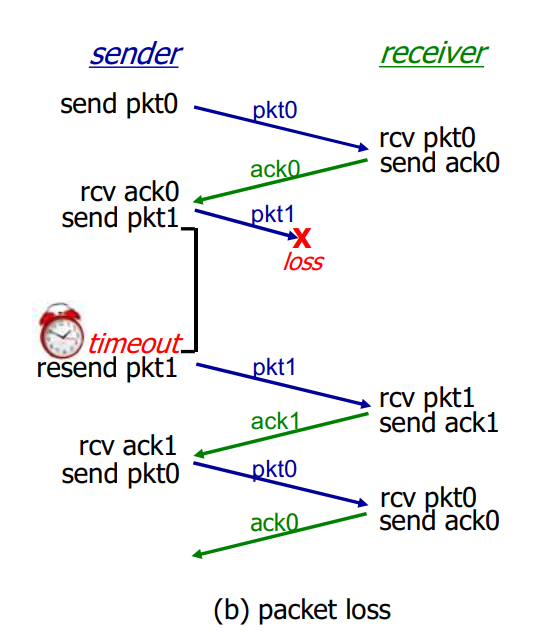 sender
receiver
send pkt0
pkt0
rcv pkt0
send ack0
ack0
rcv ack0
send pkt1
pkt1
X
loss
timeout
resend pkt1
pkt1
rcv pkt1
send ack1
ack1
rcv ack1
send pkt0
pkt0
rcv pkt0
send ack0
ack0
(b) packet loss